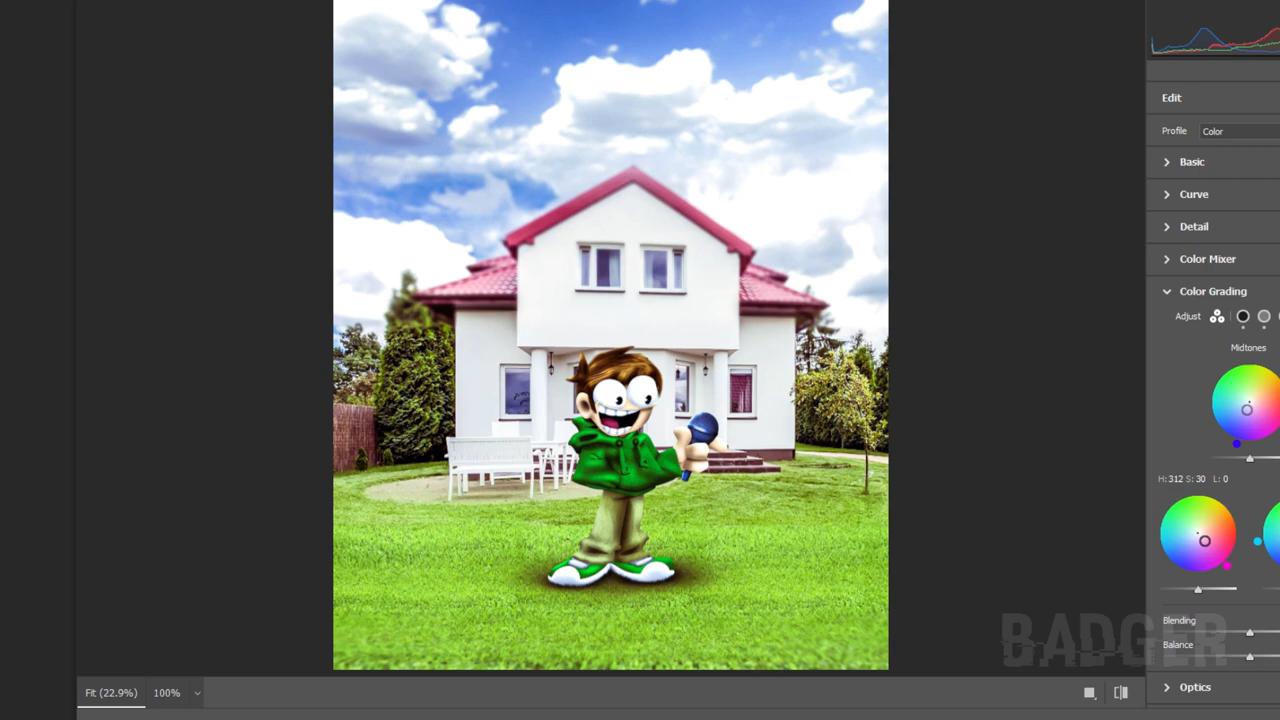 Edit
Profile Color
Basic
Curve
Detail
Color Mixer
Color Grading
Adjust
Midtones
H: 312 S: 30 L: 0
Blending
Balance
BADGER
Optics
Fit (22.9%) 100%